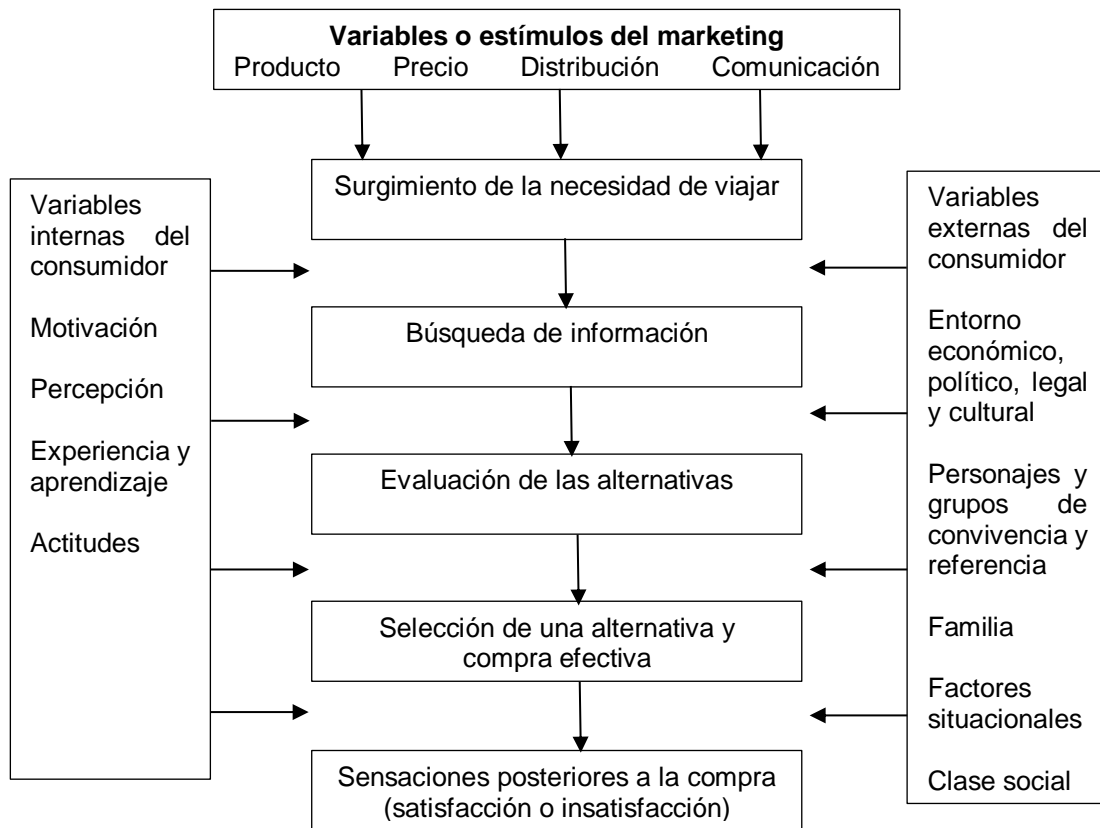 Variables o estímulos del marketing
Producto Precio Distribución Comunicación
Surgimiento de la necesidad de viajar
Variables
internas del
consumidor
Motivación
Percepción
Experiencia y
aprendizaje
Actitudes
Búsqueda de información
Evaluación de las alternativas
Selección de una alternativa y
compra efectiva
Sensaciones posteriores a la compra
(satisfacción o insatisfacción)
Variables
externas del
consumidor
Entorno
económico,
político, legal
y cultural
Personajes y
grupos de
convivencia y
referencia
Familia
Factores
situacionales
Clase social